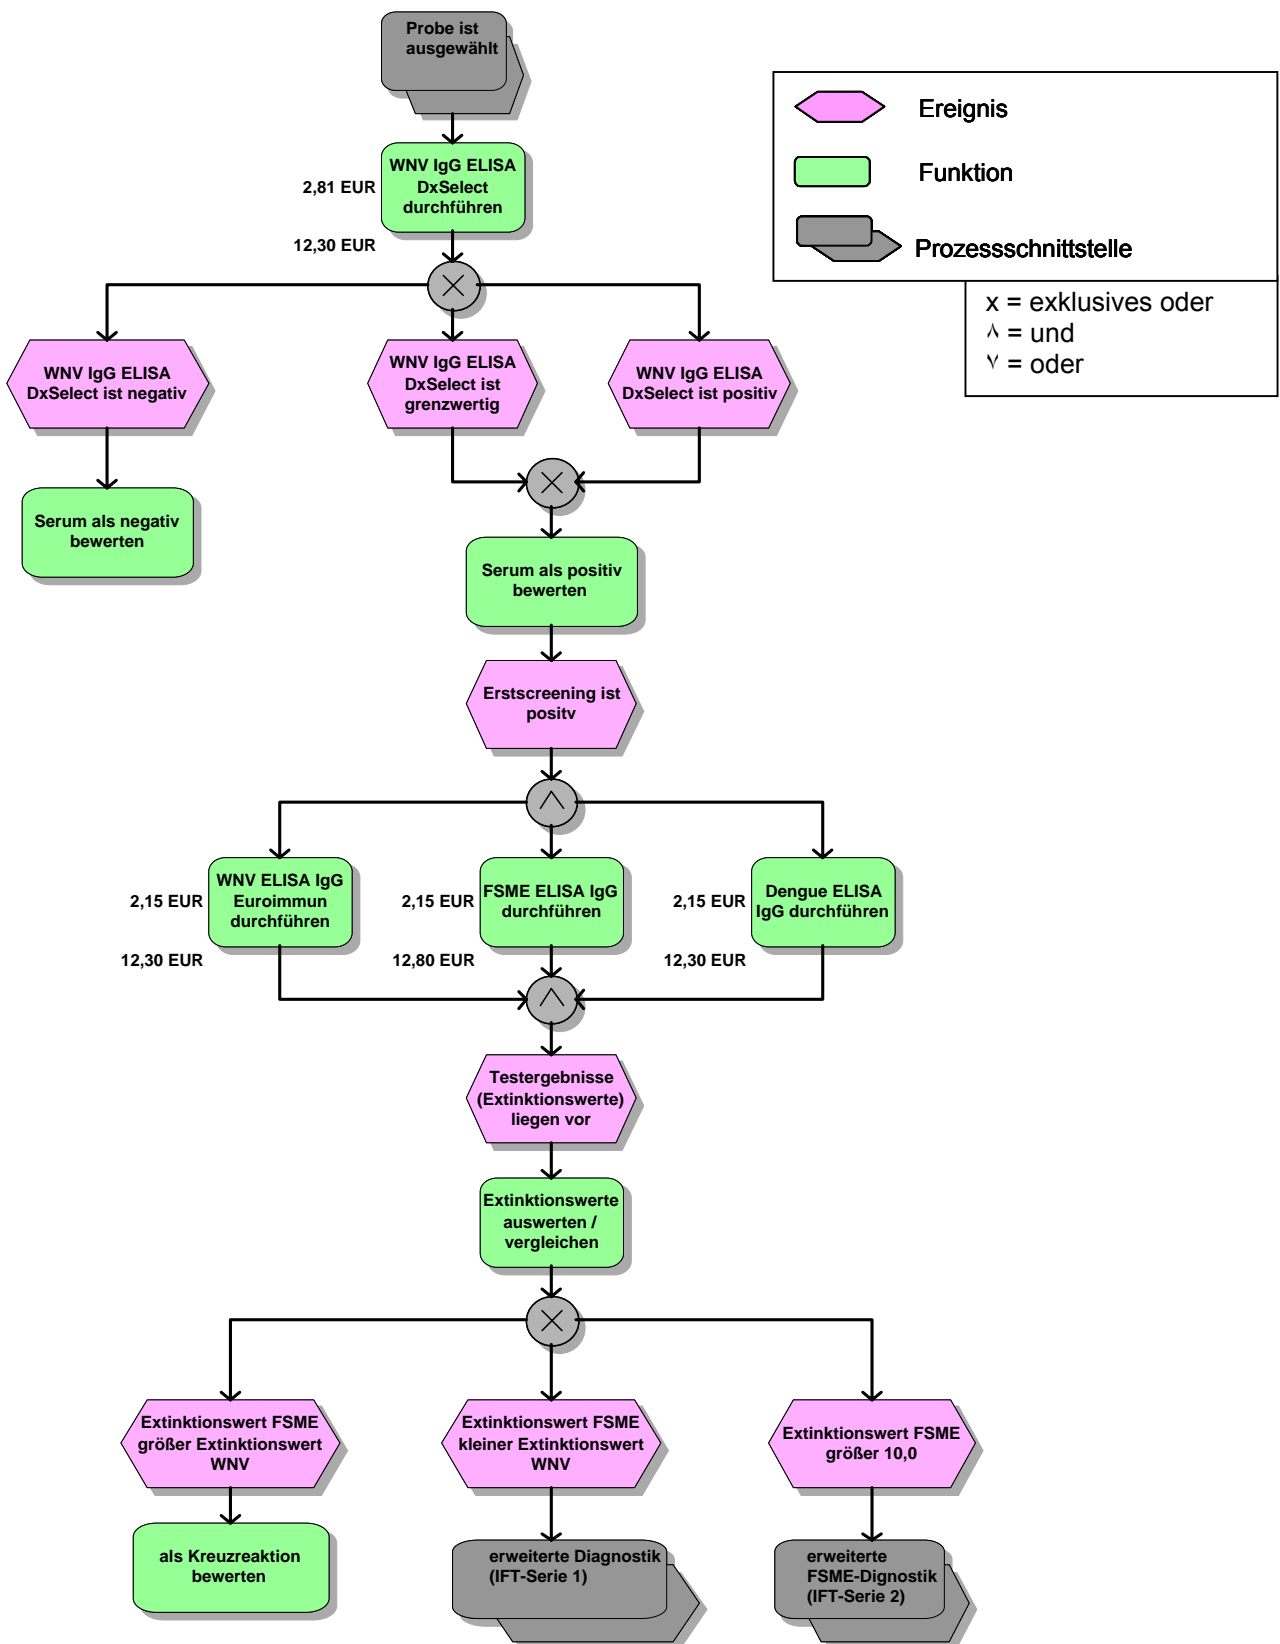 Probe ist
ausgewählt
Ereignis
Funktion
Prozessschnittstelle
x = exklusives oder
∧ = und
∨ = oder
WNV IgG ELISA
DxSelect
durchführen
2,81 EUR
12,30 EUR
WNV IgG ELISA
DxSelect ist negativ
WNV IgG ELISA
DxSelect ist
grenzwertig
WNV IgG ELISA
DxSelect ist positiv
Serum als negativ
bewerten
Serum als positiv
bewerten
Erstscreening ist
positv
2,15 EUR
WNV ELISA IgG
Euroimmun
durchführen
12,30 EUR
2,15 EUR
FSME ELISA IgG
durchführen
12,80 EUR
2,15 EUR
Dengue ELISA
IgG durchführen
12,30 EUR
Testergebnisse
(Extinktionswerte)
liegen vor
Extinktionswerte
auswerten /
vergleichen
Extinktionswert FSME
größer Extinktionswert
WNV
Extinktionswert FSME
kleiner Extinktionswert
WNV
Extinktionswert FSME
größer 10,0
als Kreuzreaktion
bewerten
erweiterte Diagnostik
(IFT-Serie 1)
erweiterte
FSME-Dignostik
(IFT-Serie 2)